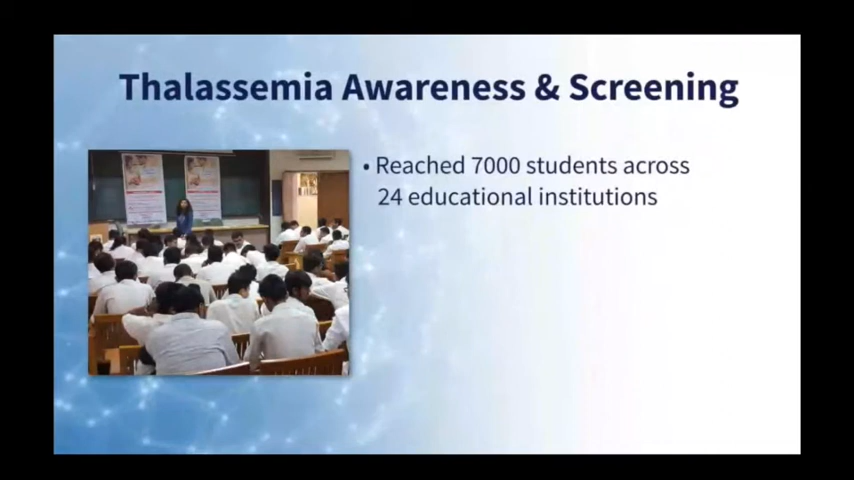 Thalassemia Awareness & Screening
• Reached 7000 students across
24 educational institutions